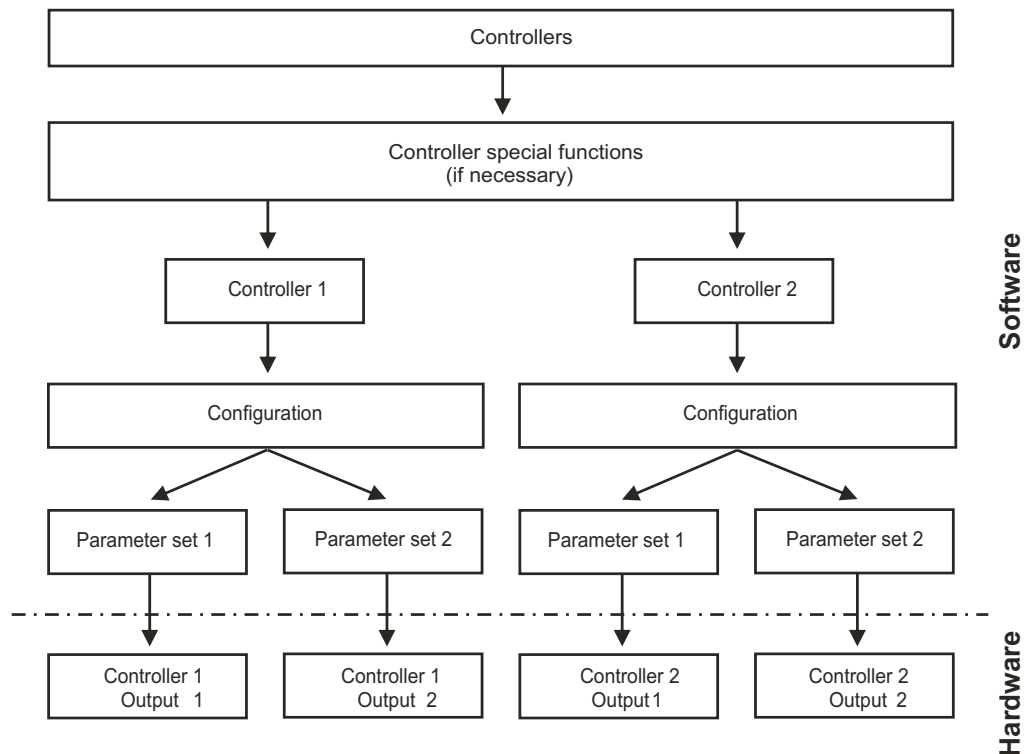 Controllers
Controller special functions
(if necessary)
Controller 1
Controller 2
Software
Configuration
Configuration
Parameter set 1
Parameter set 2
Parameter set 1
Parameter set 2
Controller 1
Output 1
Controller 1
Output 2
Controller 2
Output 1
Controller 2
Output 2
Hardware